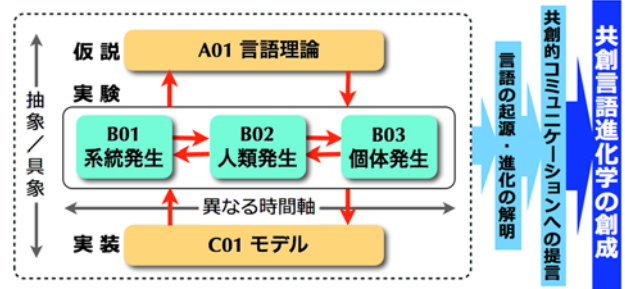 仮説
A01 言語理論
実験
B01
系統発生
B02
人類発生
B03
個体発生
異なる時間軸
実装
C01 モデル
抽象／具象
言語の起源・進化の解明
共創的コミュニケーションへの提言
共創言語進化学の創成